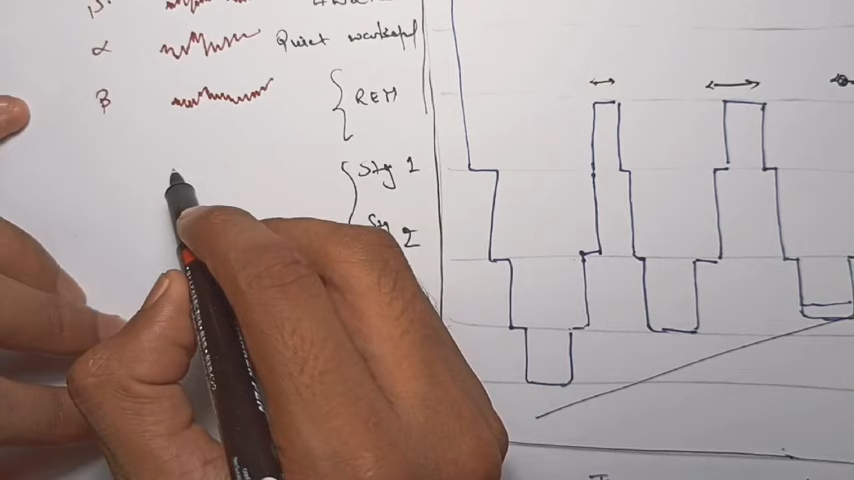 β
α Quiet wakeful
β REM
Stg 1
Stg 2